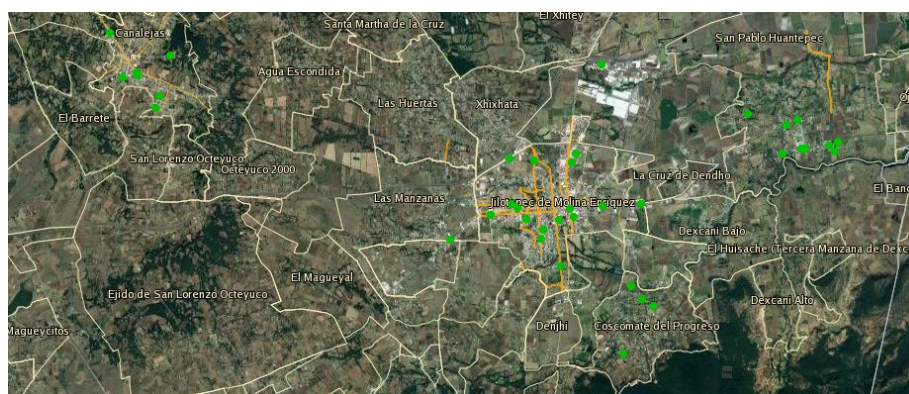 Santa Martha de la Cruz
El Xhitey
Canalejas
San Pablo Huantepec
Agua Escondida
Las Huertas
Xhixhata
El Barrete
San Lorenzo Octeyuco
Octeyuco 2000
La Cruz de Dendho
El Band
Las Manzanas
Jilotepec de Molina Enríquez
Dexcani Bajo
El Huisache (Tercera Manzana de Dexc
El Magueyal
Ejido de San Lorenzo Octeyuco
Dexcani Alto
Magueycitos
Denjhi
Coscomate del Progreso